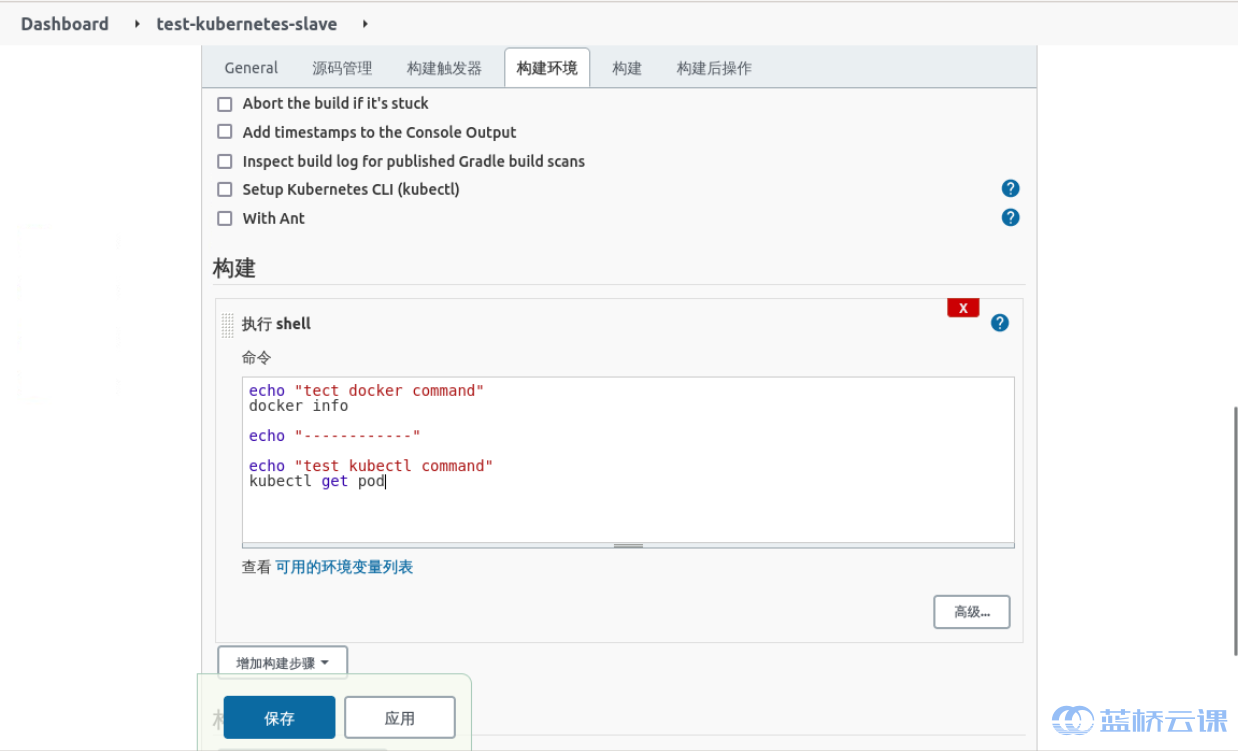 Dashboard test-kubernetes-slave
General 源码管理 构建触发器 构建环境 构建 构建后操作
Abort the build if it's stuck
Add timestamps to the Console Output
Inspect build log for published Gradle build scans
Setup Kubernetes CLI (kubectl)
With Ant
构建
X
执行 shell
命令
echo "tect docker command"
docker info
echo "------------"
echo "test kubectl command"
kubectl get pod
查看 可用的环境变量列表
高级...
增加构建步骤
保存 应用
蓝桥云课